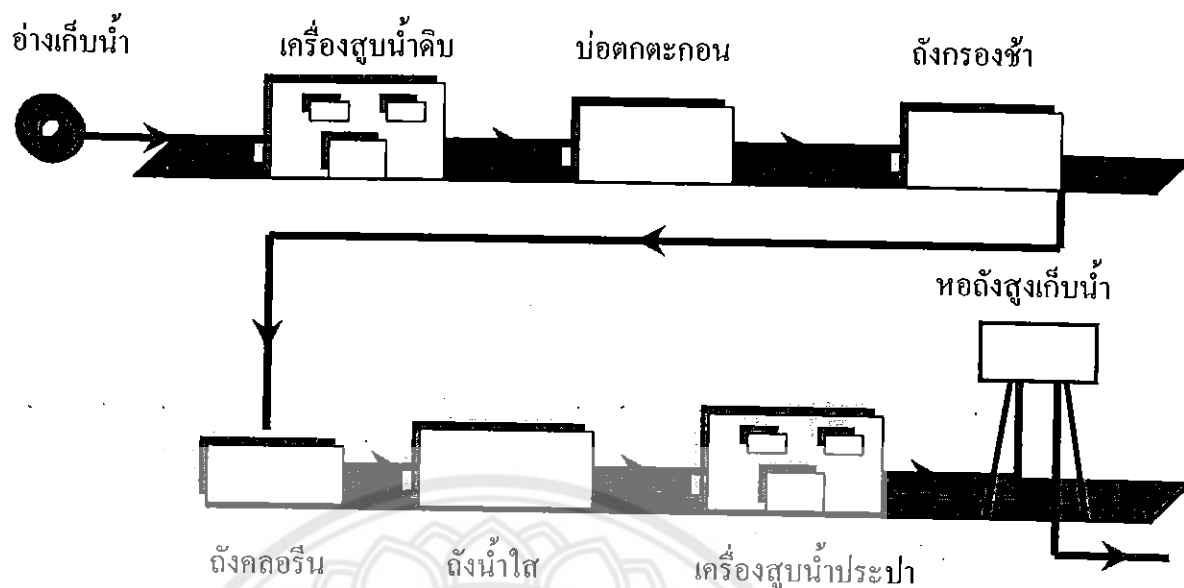 อ่างเก็บน้ำ
เครื่องสูบน้ำดิบ
บ่อตกตะกอน
ถังกรองช้า
หอถังสูงเก็บน้ำ
ถังคลอรีน
ถังน้ำใส
เครื่องสูบน้ำประปา